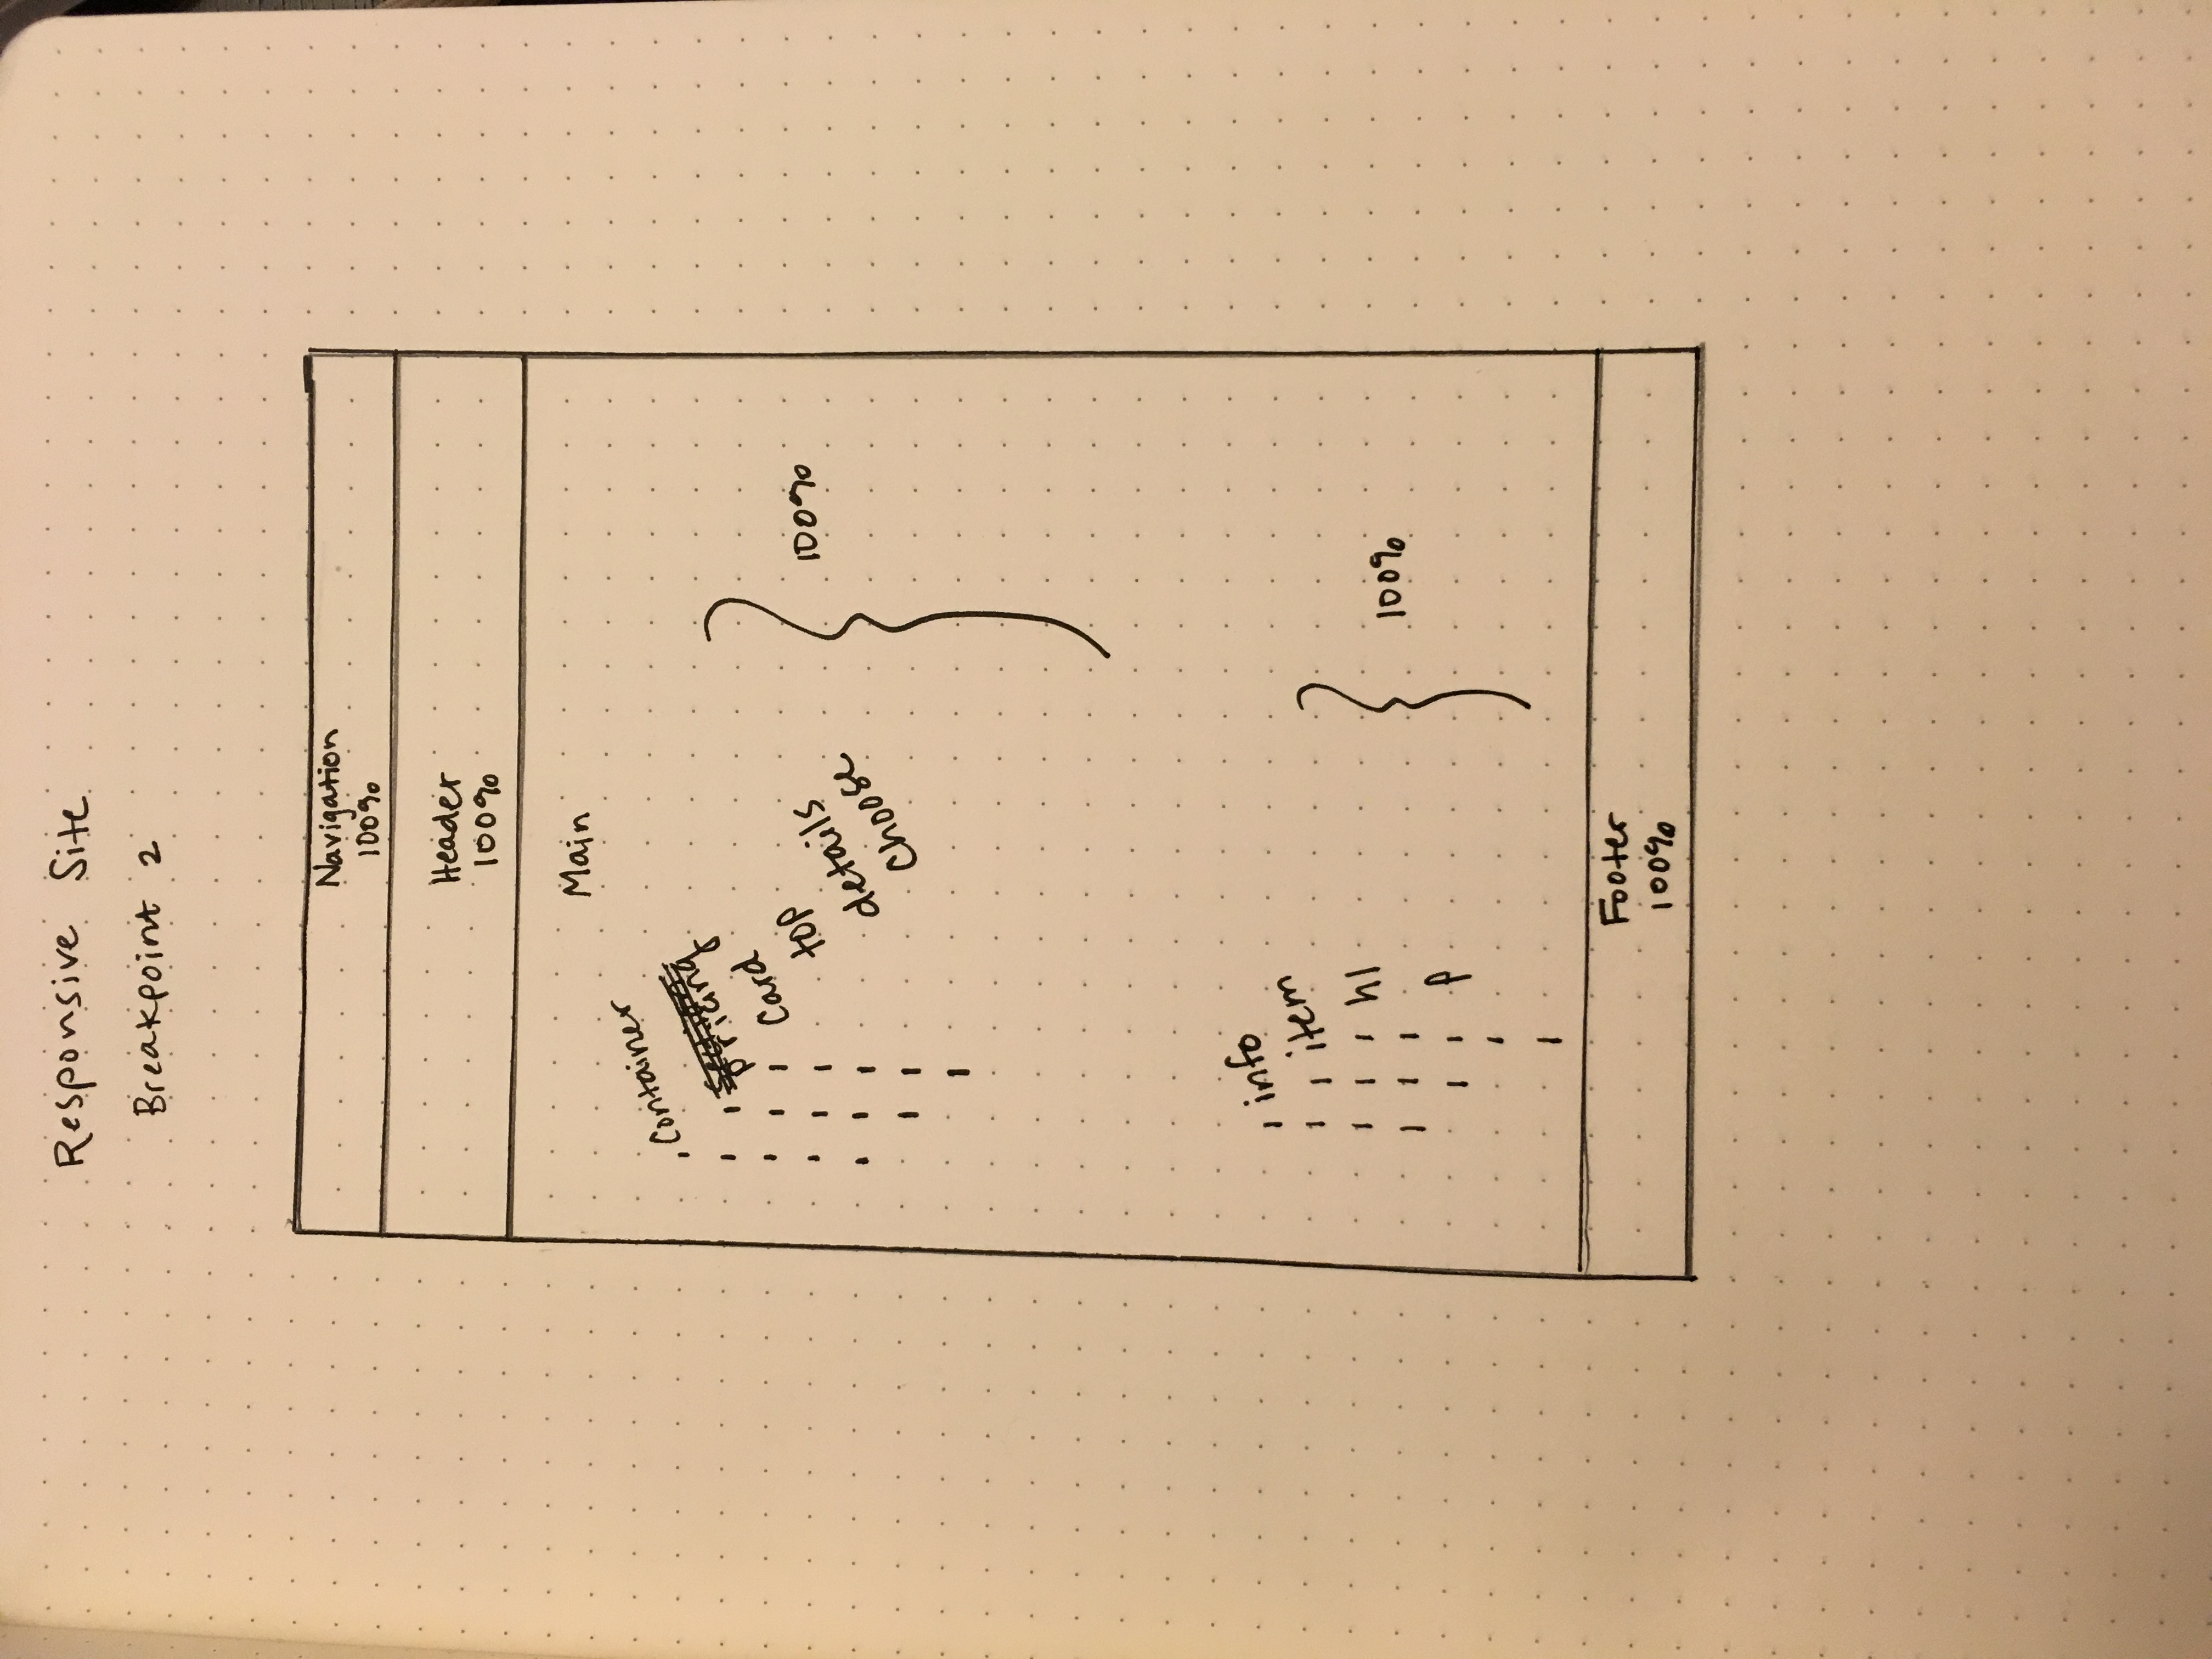 Responsive Site
Breakpoint 2
Navigation
100%
Header
100%
Main
Container
pricing
Card
top
details
choose
100%
info
item
h1
p
100%
Footer
100%